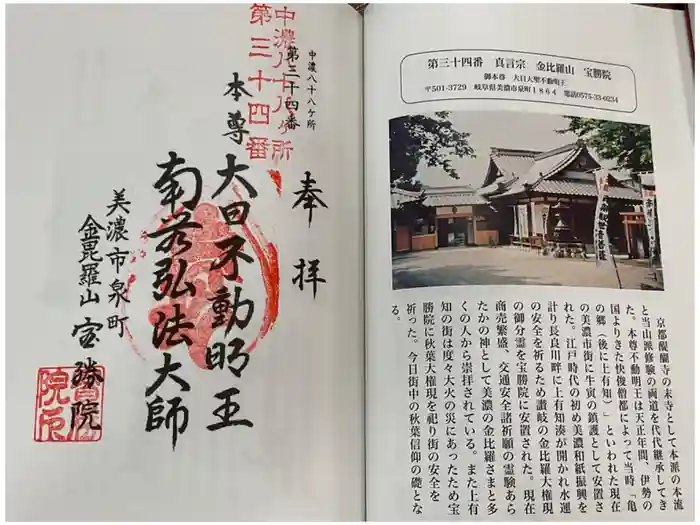 中濃八十八ヶ所
第三十四番
中濃八十八ヶ所
第三十四番
奉拝
本尊 大日不動明王
南無弘法大師
美濃市泉町
金毘羅山 宝勝院
第三十四番 真言宗 金比羅山 宝勝院
御本尊 大日大聖不動明王
〒501-3729 岐阜県美濃市泉町1864 電話0575-33-0234
京都醍醐寺の末寺として本派の本流
と当山派修験の両道を代代継承してき
た。本尊不動明王は天正年間、伊勢の
国よりきた快俊僧都によって当時「亀
の郷（後に上有知）」といわれた現在
の美濃市街に牛寅の鎮護として安置さ
れた。江戸時代の初め美濃和紙振興を
計り長良川畔に上有知湊が開かれ水運
の安全を祈るため讃岐の金比羅大権現
の御分霊を宝勝院に安置された。現在
商売繁盛、交通安全諸祈願の霊験あら
たかの神として美濃の金比羅さまと多
くの人から崇拝されている。また上有
知の街は度々大火の災にあったため宝
勝院に秋葉大権現を祀り街の安全を
祈った。今日街中の秋葉信仰の礎とな
る。